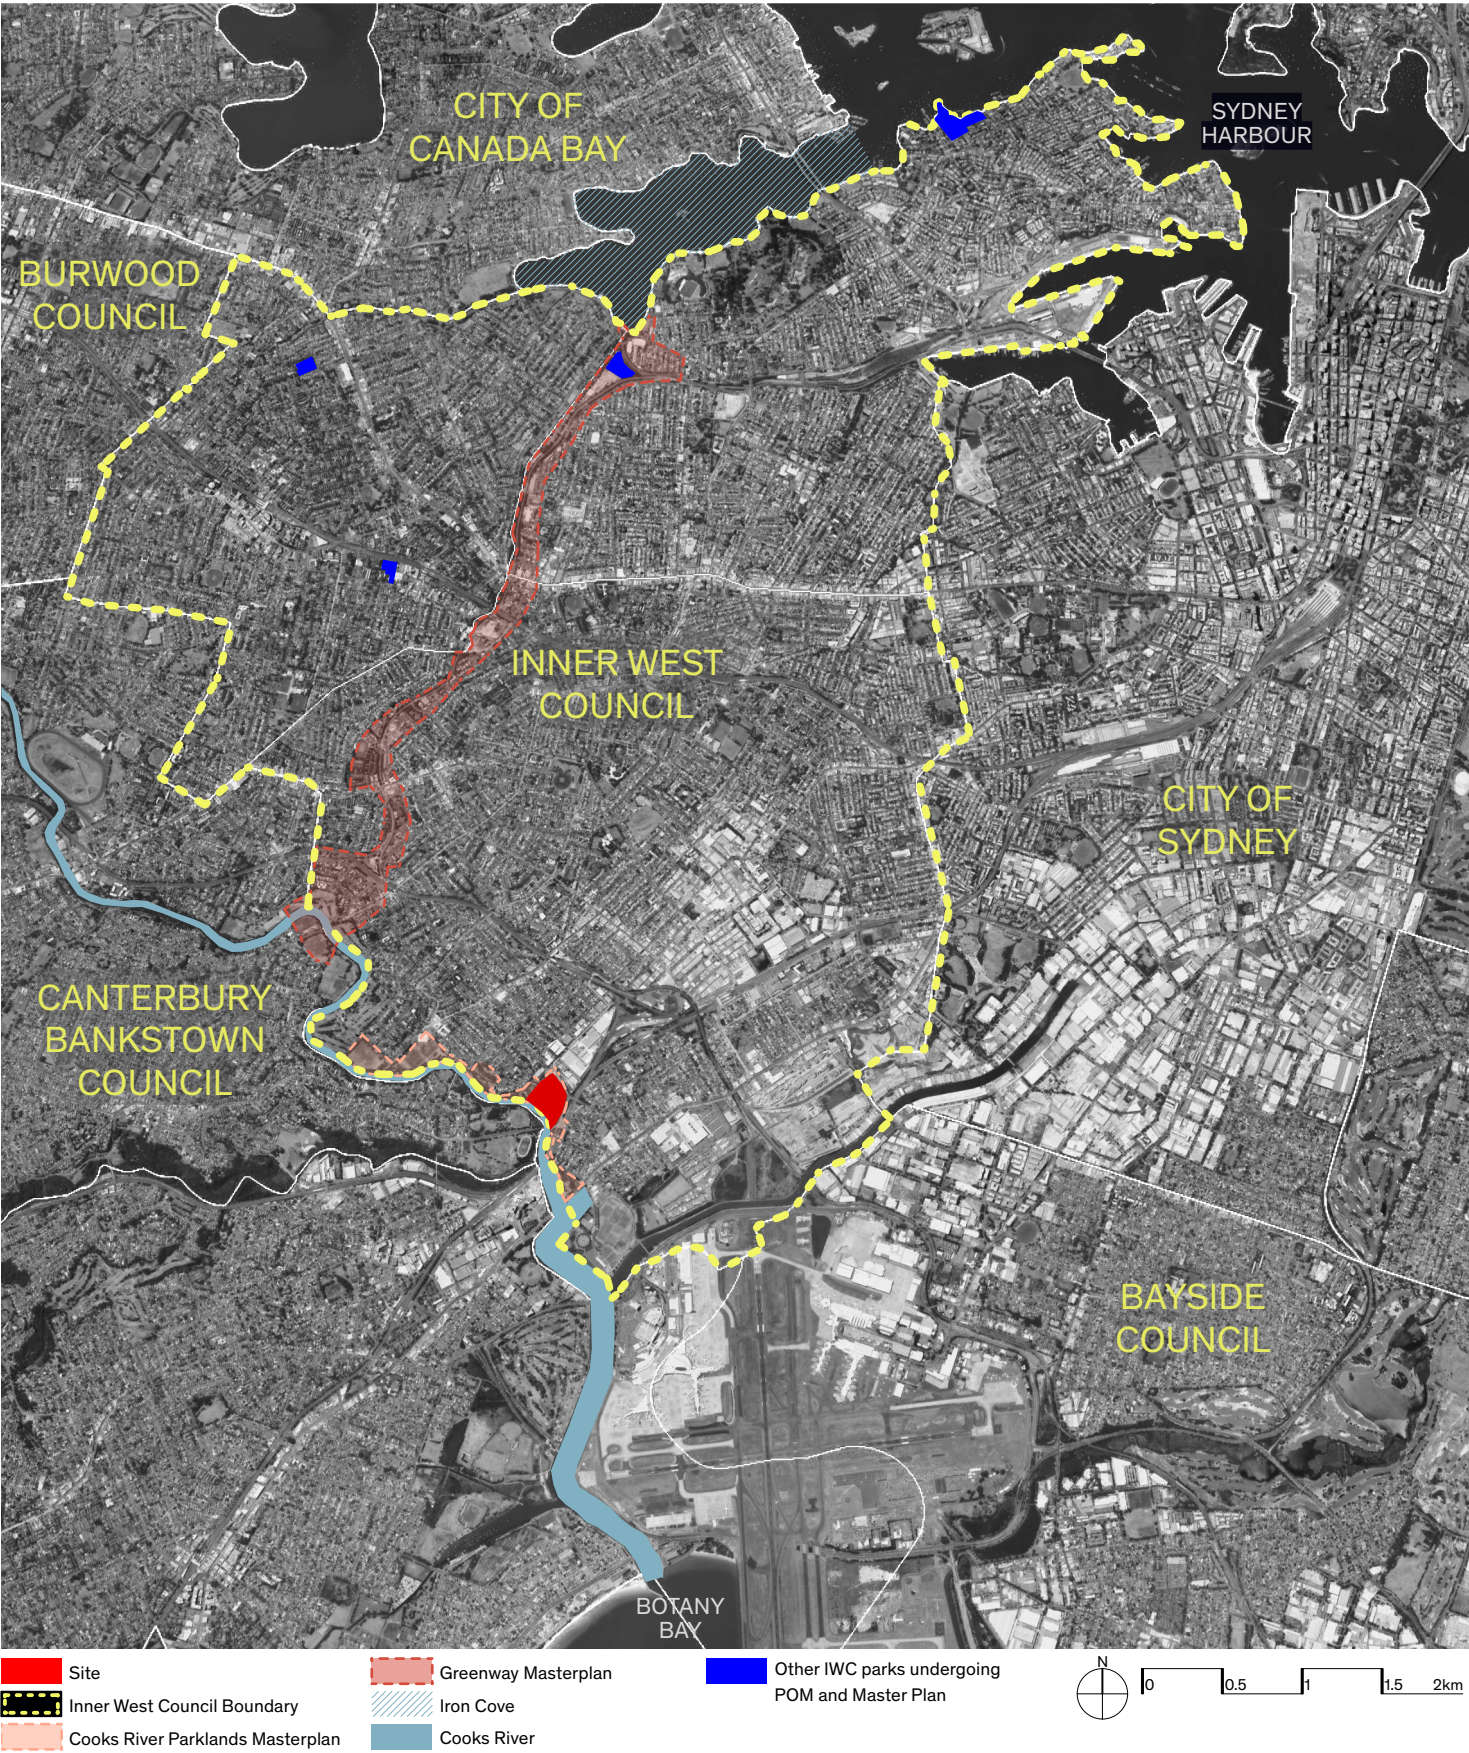 CITY OF
CANADA BAY
SYDNEY
HARBOUR
BURWOOD
COUNCIL
INNER WEST
COUNCIL
CITY OF
SYDNEY
CANTERBURY
BANKSTOWN
COUNCIL
BAYSIDE
COUNCIL
BOTANY
BAY
Site
Inner West Council Boundary
Cooks River Parklands Masterplan
Greenway Masterplan
Iron Cove
Cooks River
Other IWC parks undergoing
POM and Master Plan
N
0 0.5 1 1.5 2km